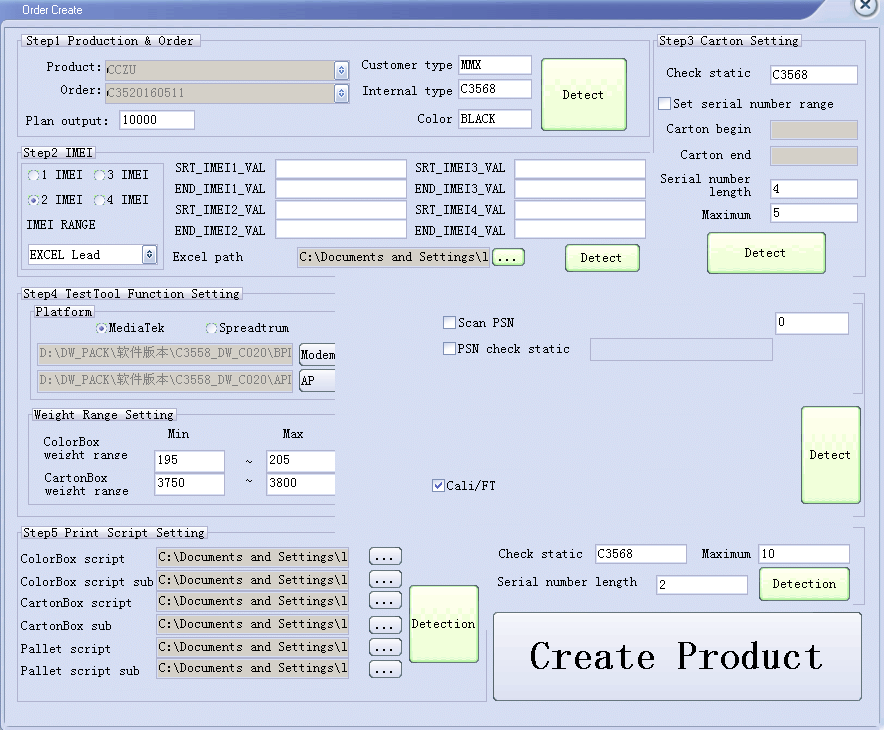 Order Create
Step1 Production & Order
Product: CCZU
Order: C3520160511
Plan output: 10000
Customer type MMX
Internal type C3568
Color BLACK
Detect
Step3 Carton Setting
Check static C3568
Set serial number range
Carton begin
Carton end
Serial number length 4
Maximum 5
Detect
Step2 IMEI
1 IMEI 3 IMEI
2 IMEI 4 IMEI
IMEI RANGE
EXCEL Lead
SRT_IMEI1_VAL SRT_IMEI3_VAL
END_IMEI1_VAL END_IMEI3_VAL
SRT_IMEI2_VAL SRT_IMEI4_VAL
END_IMEI2_VAL END_IMEI4_VAL
Excel path C:\Documents and Settings\l ... Detect
Step4 TestTool Function Setting
Platform
MediaTek Spreadtrum
D:\DW_PACK\软件版本\C3558_DW_C020\BPI Modem
D:\DW_PACK\软件版本\C3558_DW_C020\API AP
Scan PSN 0
PSN check static
Weight Range Setting
Min Max
ColorBox weight range 195 ~ 205
CartonBox weight range 3750 ~ 3800
Cali/FT
Detect
Step5 Print Script Setting
ColorBox script C:\Documents and Settings\l ...
ColorBox script sub C:\Documents and Settings\l ...
CartonBox script C:\Documents and Settings\l ...
CartonBox sub C:\Documents and Settings\l ...
Pallet script C:\Documents and Settings\l ...
Pallet script sub C:\Documents and Settings\l ...
Detection
Check static C3568 Maximum 10
Serial number length 2 Detection
Create Product